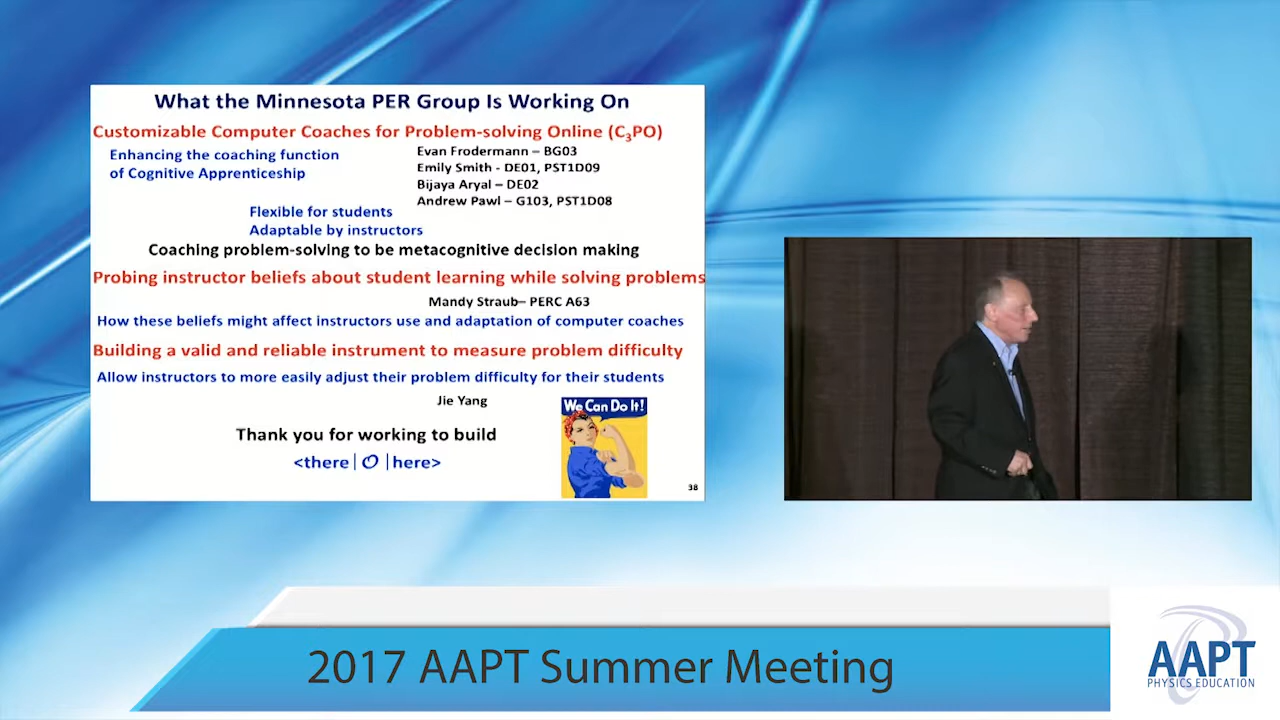 What the Minnesota PER Group Is Working On
Customizable Computer Coaches for Problem-solving Online (C₃PO)
Enhancing the coaching function
of Cognitive Apprenticeship
Evan Frodermann – BG03
Emily Smith - DE01, PST1D09
Bijaya Aryal – DE02
Andrew Pawl – G103, PST1D08
Flexible for students
Adaptable by instructors
Coaching problem-solving to be metacognitive decision making
Probing instructor beliefs about student learning while solving problems
Mandy Straub– PERC A63
How these beliefs might affect instructors use and adaptation of computer coaches
Building a valid and reliable instrument to measure problem difficulty
Allow instructors to more easily adjust their problem difficulty for their students
Jie Yang
We Can Do It!
Thank you for working to build
<there|O|here>
38
2017 AAPT Summer Meeting
AAPT
PHYSICS EDUCATION